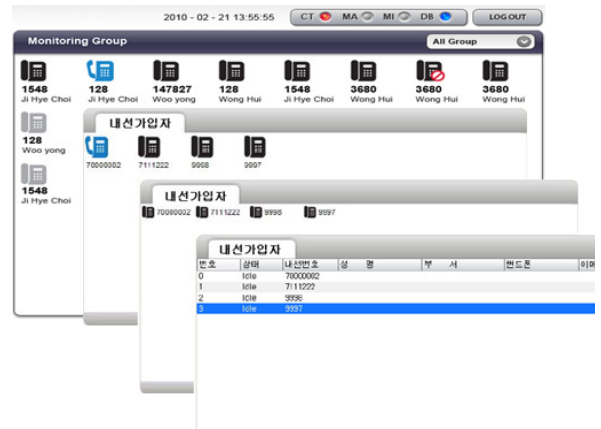 2010 - 02 - 21 13:55:55 CT MA MI DB LOG OUT
Monitoring Group All Group
1548 128 147827 128 1548 3680 3680 3680
Ji Hye Choi Ji Hye Choi Woo yong Wong Hui Ji Hye Choi Wong Hui Wong Hui Wong Hui
128
Woo yong
1548
Ji Hye Choi
내선가입자
70000002 7111222 9998 9997
내선가입자
70000002 7111222 9998 9997
내선가입자
번호 상태 내선번호 성 명 부 서 핸드폰
0 Idle 70000002
1 Idle 7111222
2 Idle 9998
3 Idle 9997